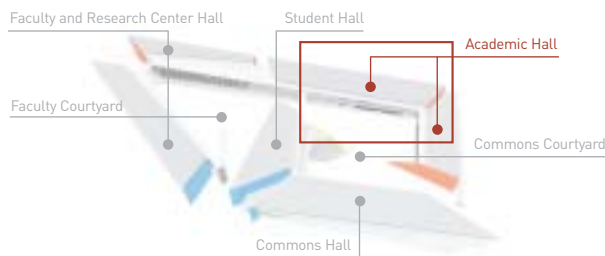 Faculty and Research Center Hall
Student Hall
Academic Hall
Faculty Courtyard
Commons Courtyard
Commons Hall